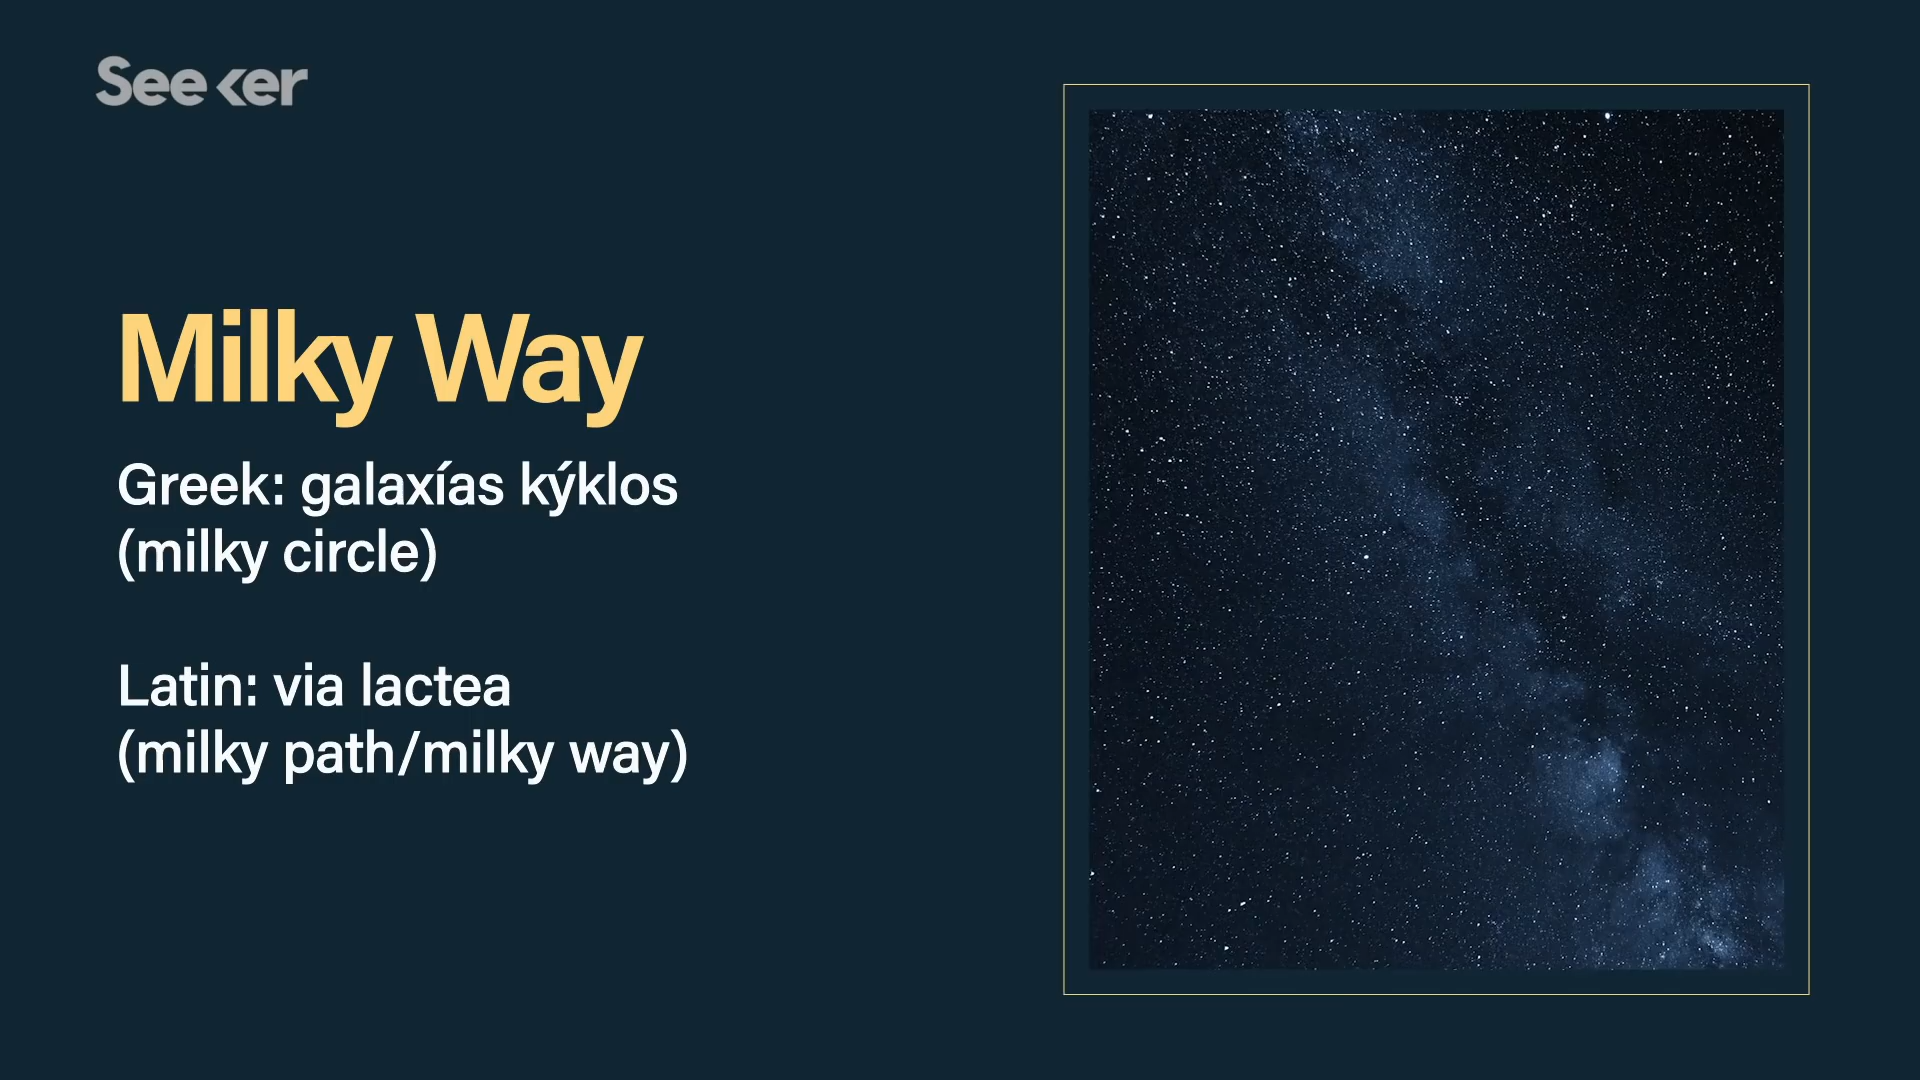 Seeker
Milky Way
Greek: galaxías kýklos
(milky circle)
Latin: via lactea
(milky path/milky way)